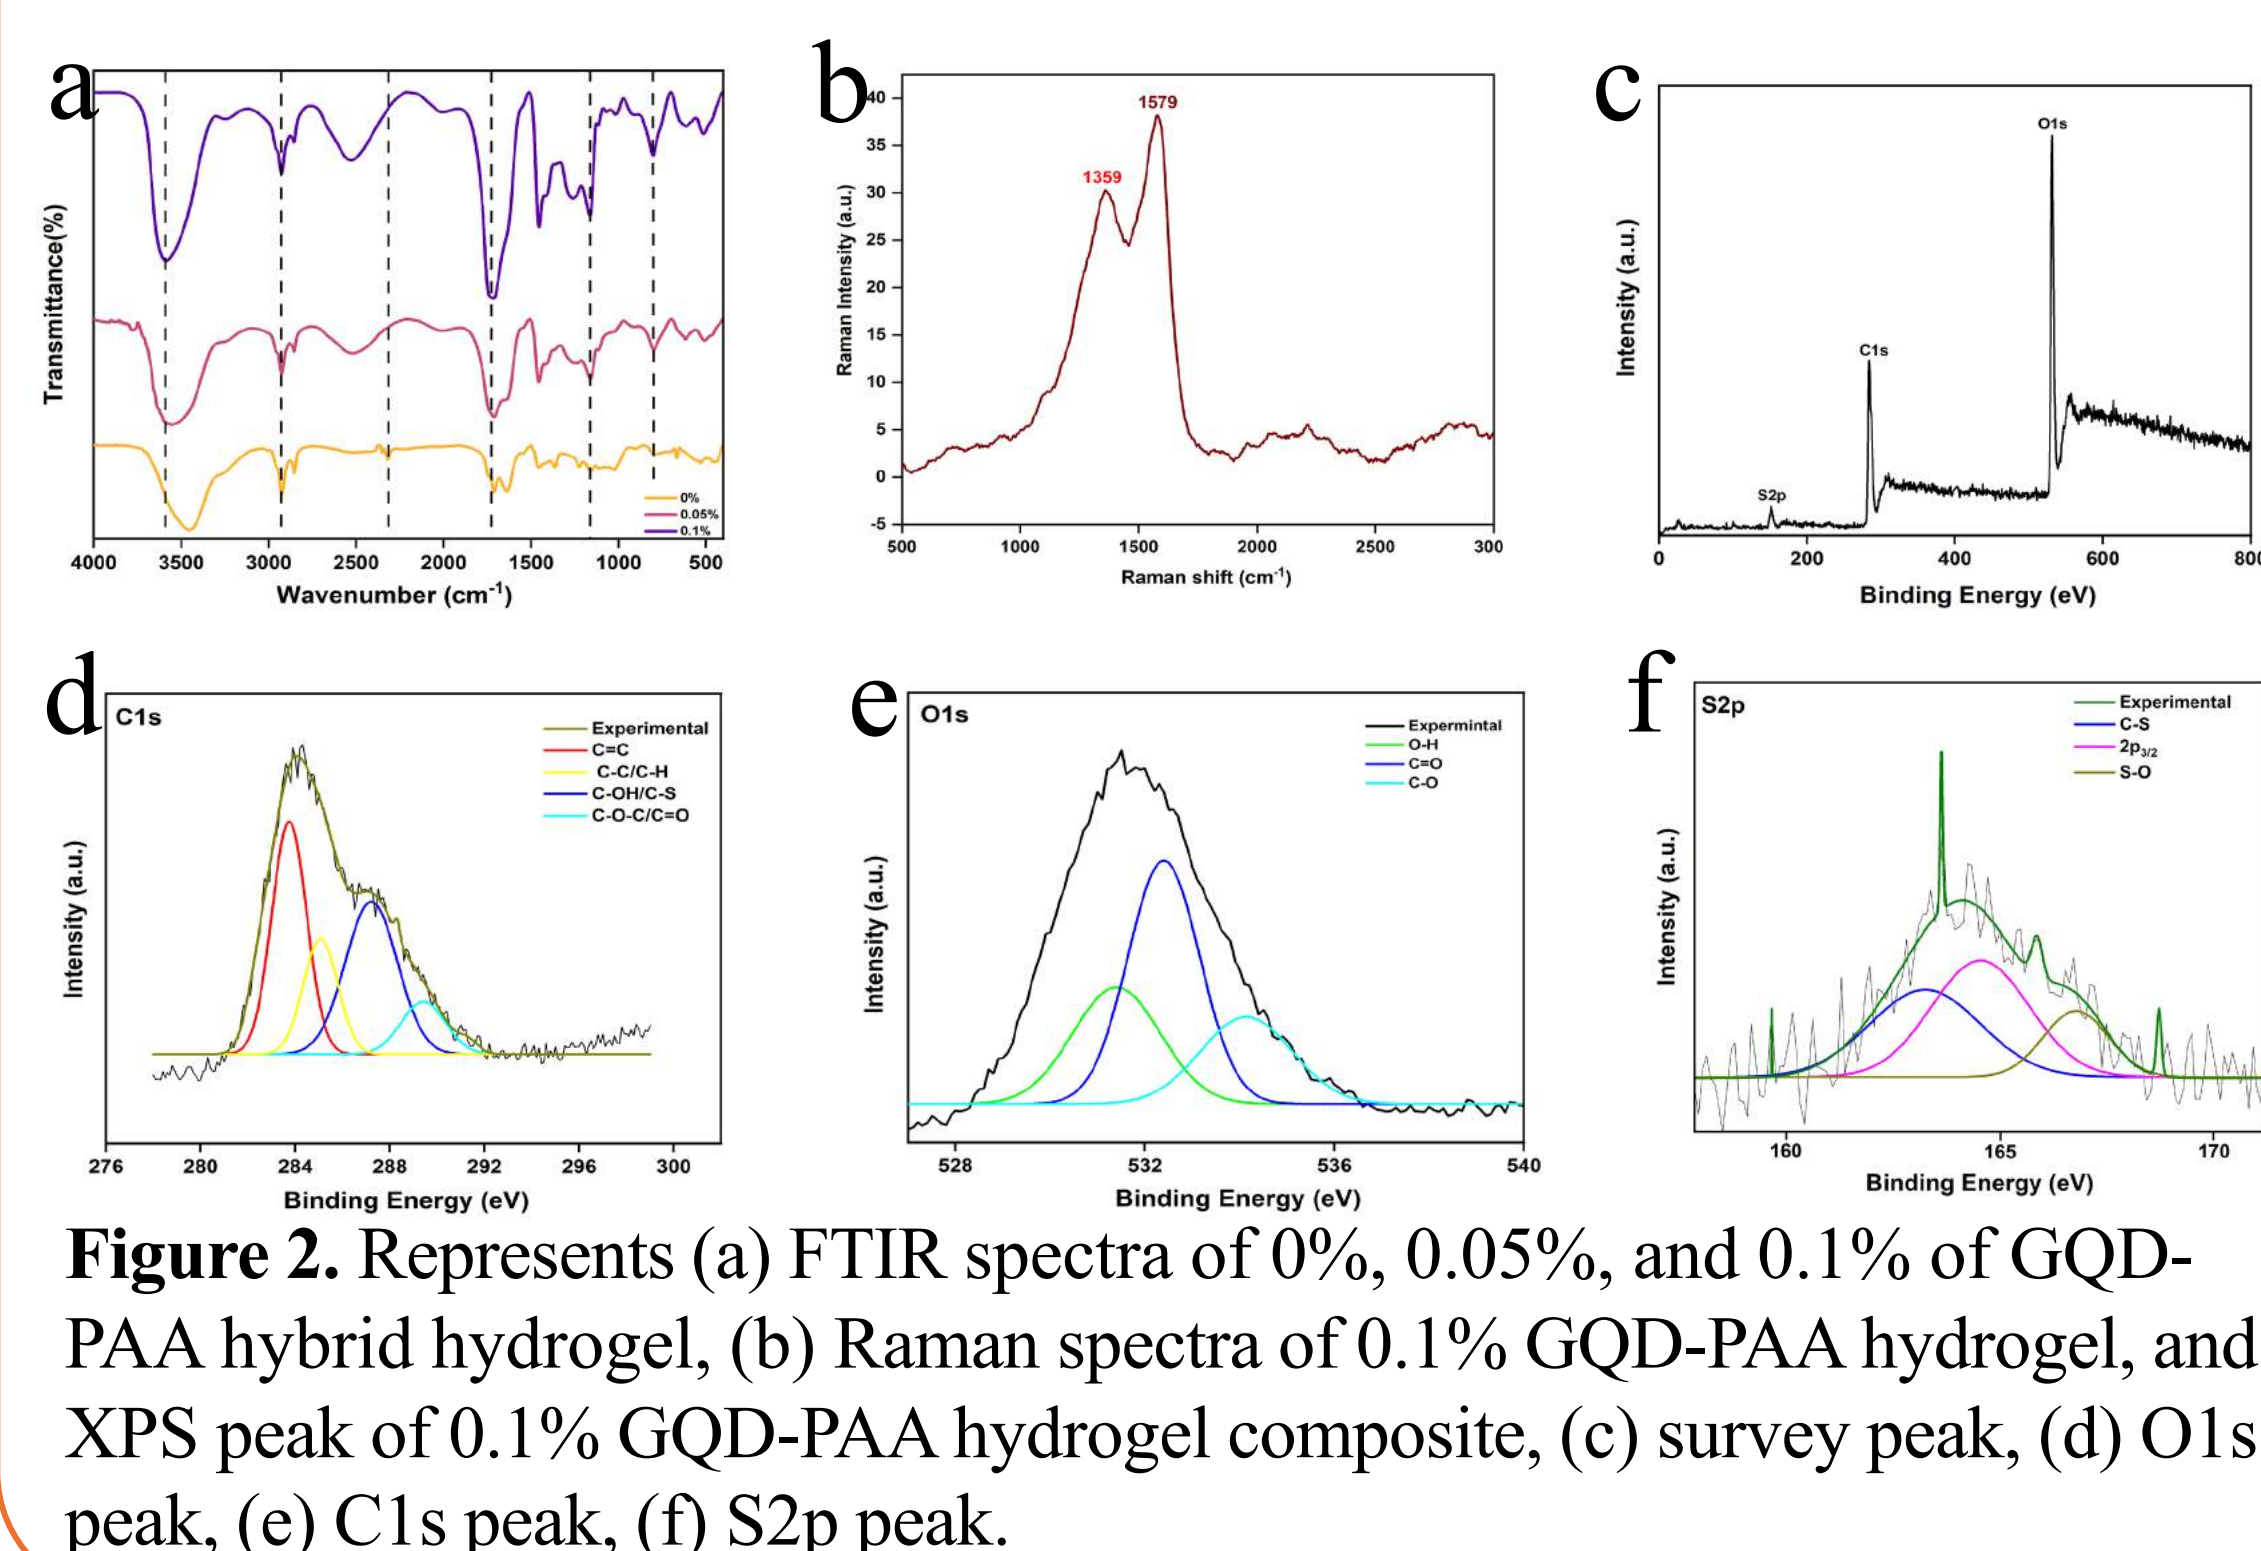 a
Transmittance(%)
0%
0.05%
0.1%
4000 3500 3000 2500 2000 1500 1000 500
Wavenumber (cm⁻¹)
b
40
35
30
25
20
15
10
5
0
-5
1359
1579
Raman Intensity (a.u.)
500 1000 1500 2000 2500 300
Raman shift (cm⁻¹)
c
O1s
C1s
S2p
Intensity (a.u.)
0 200 400 600 800
Binding Energy (eV)
d
C1s
Experimental
C=C
C-C/C-H
C-OH/C-S
C-O-C/C=O
Intensity (a.u.)
276 280 284 288 292 296 300
Binding Energy (eV)
e
O1s
Expermintal
O-H
C=O
C-O
Intensity (a.u.)
528 532 536 540
Binding Energy (eV)
f
S2p
Experimental
C-S
2p₃/₂
S-O
Intensity (a.u.)
160 165 170
Binding Energy (eV)
Figure 2. Represents (a) FTIR spectra of 0%, 0.05%, and 0.1% of GQD-
PAA hybrid hydrogel, (b) Raman spectra of 0.1% GQD-PAA hydrogel, and
XPS peak of 0.1% GQD-PAA hydrogel composite, (c) survey peak, (d) O1s
peak, (e) C1s peak, (f) S2p peak.